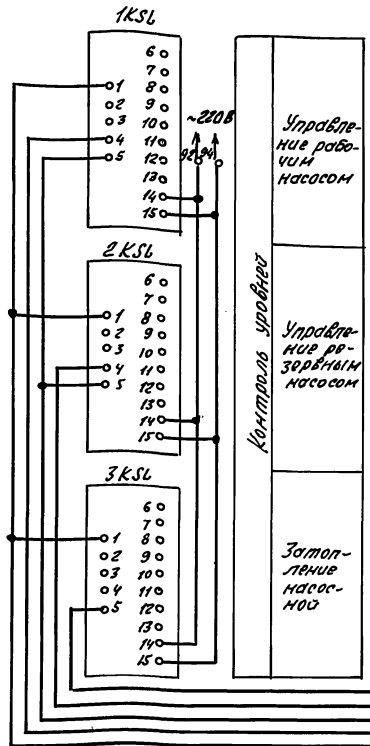 1KSL
6
7
1 8
2 9
3 10
4 11
5 12
13
14
15
~220В
92 94
2KSL
6
7
1 8
2 9
3 10
4 11
5 12
13
14
15
3KSL
6
7
1 8
2 9
3 10
4 11
5 12
13
14
15
Контроль уровней
Управле-
ние рабо-
чим
насосом
Управле-
ние ре-
зервным
насосом
Затоп-
ление
насос-
ной